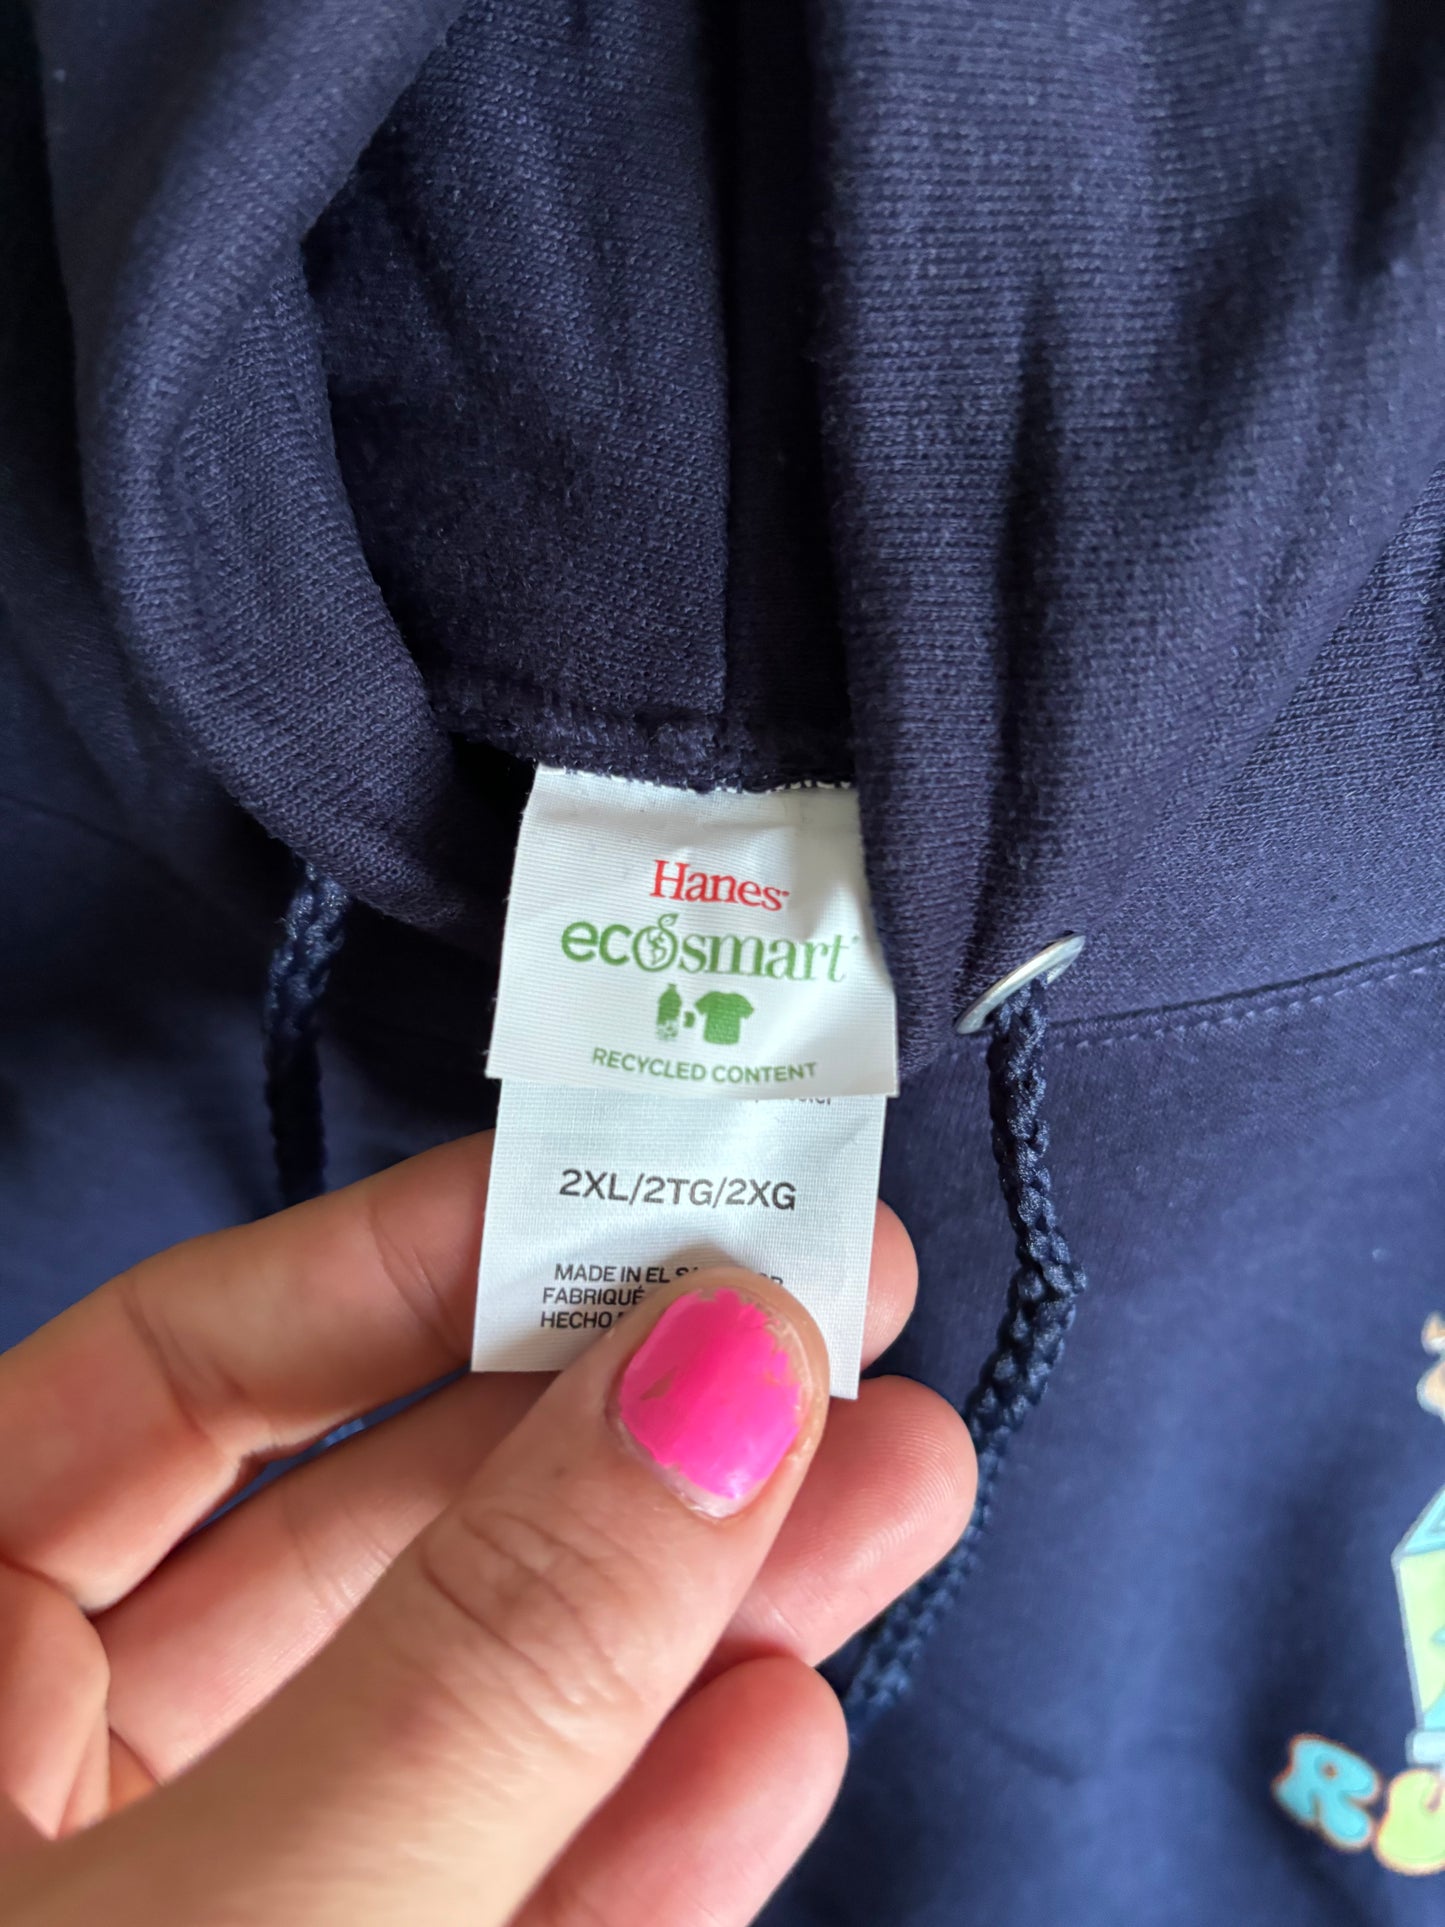 Hanes
ecosmart
RECYCLED CONTENT
2XL/2TG/2XG
MADE IN EL
FABRIQUÉ
HECHO